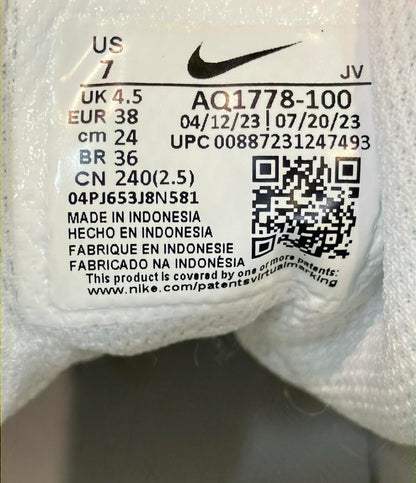 US
7
JV
UK 4.5
AQ1778-100
EUR 38
04/12/23 | 07/20/23
cm 24
UPC 00887231247493
BR 36
CN 240(2.5)
04PJ653J8N581
MADE IN INDONESIA
HECHO EN INDONESIA
FABRIQUE EN INDONESIE
FABRICADO NA INDONÉSIA
This product is covered by one or more patents:
www.nike.com/patentsvirtualmarking